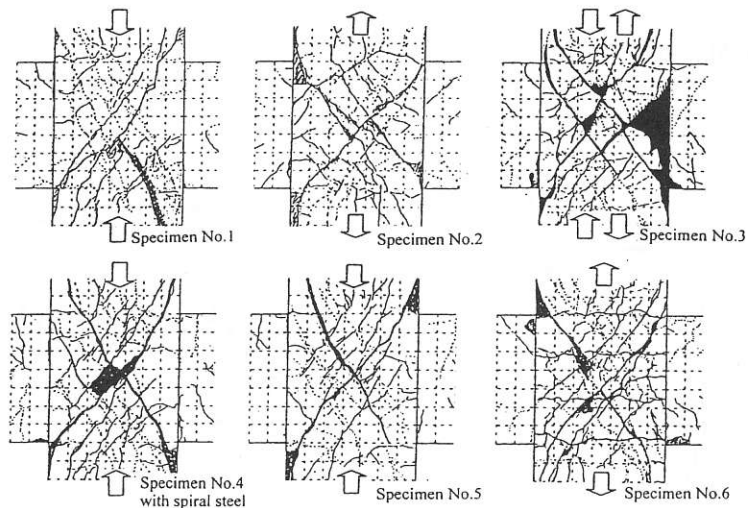 Specimen No.1
Specimen No.2
Specimen No.3
Specimen No.4
with spiral steel
Specimen No.5
Specimen No.6